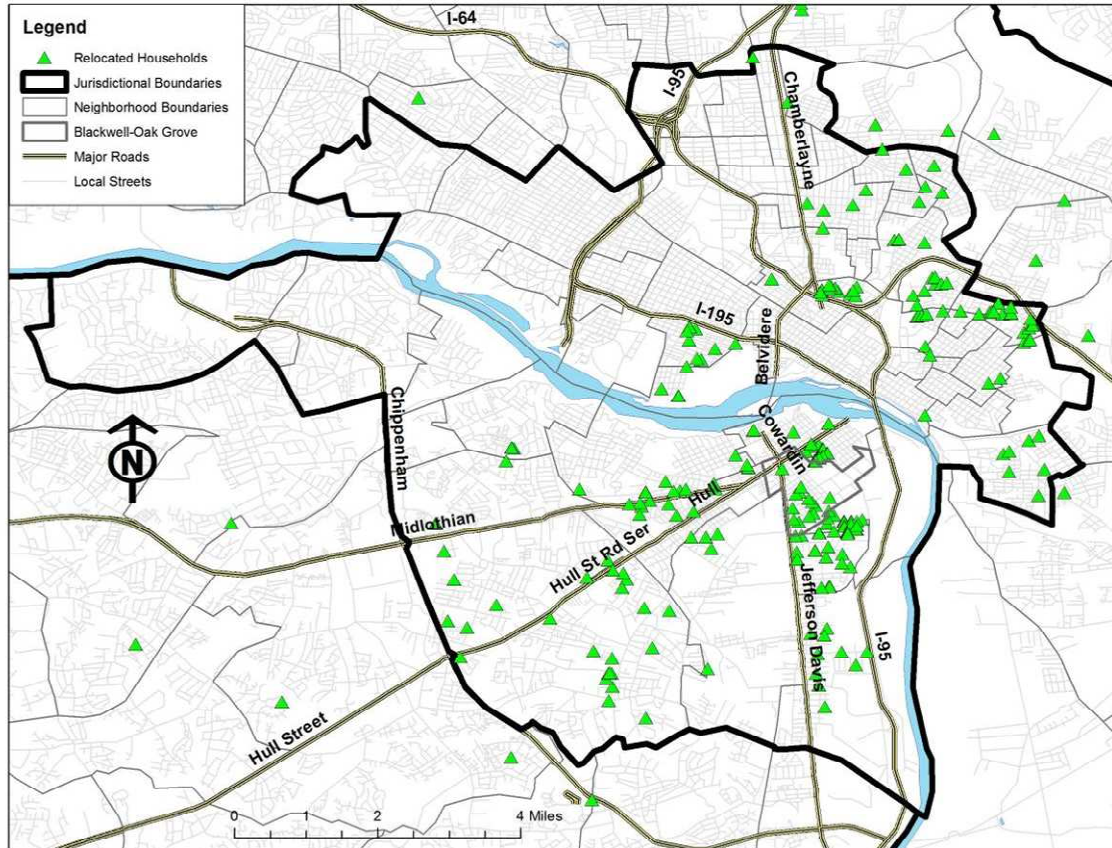 Legend
Relocated Households
Jurisdictional Boundaries
Neighborhood Boundaries
Blackwell-Oak Grove
Major Roads
Local Streets
I-64
I-95
Chamberlayne
I-195
Belvidere
Cowardin
Chippenham
N
Hull
Midlothian
Hull St Rd Ser
Jefferson Davis
I-95
Hull Street
0 1 2 4 Miles